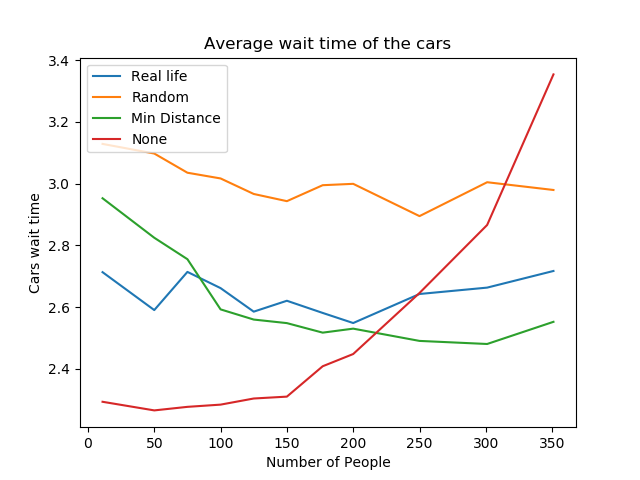 Average wait time of the cars
3.4
3.2
3.0
2.8
2.6
2.4
Cars wait time
Real life
Random
Min Distance
None
0 50 100 150 200 250 300 350
Number of People